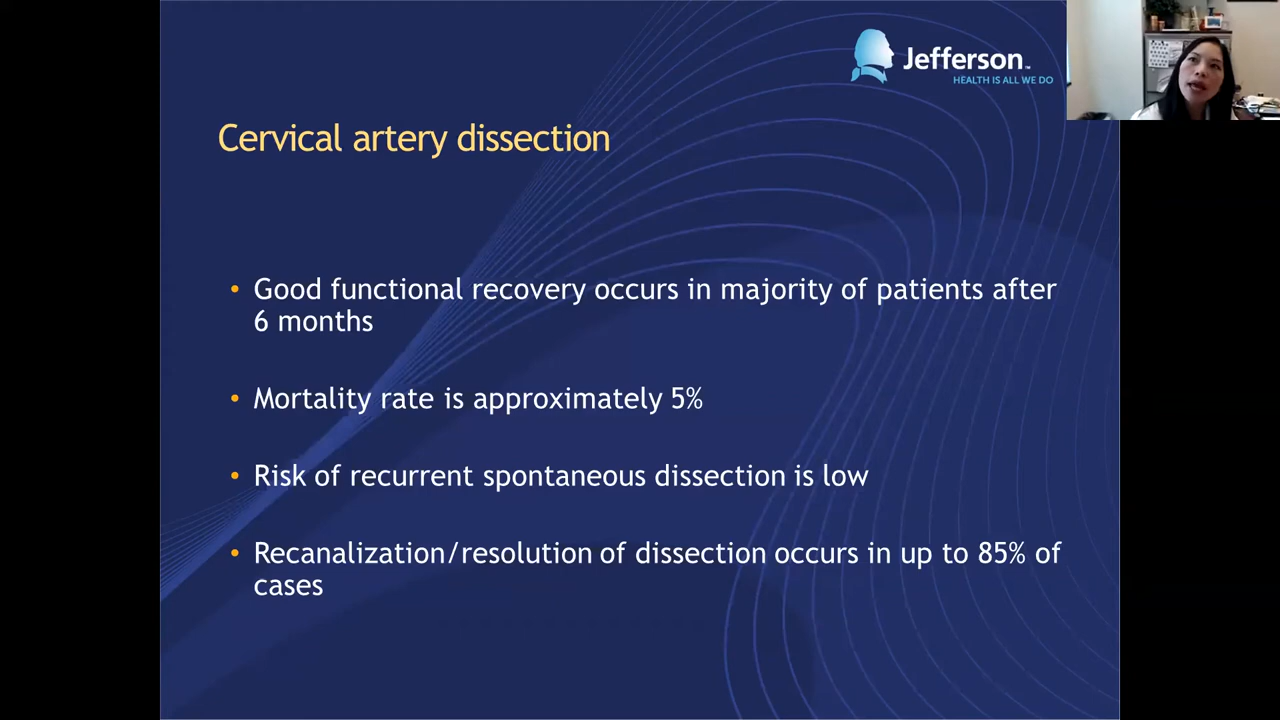 Jefferson™
HEALTH IS ALL WE DO
Cervical artery dissection
• Good functional recovery occurs in majority of patients after
6 months
• Mortality rate is approximately 5%
• Risk of recurrent spontaneous dissection is low
• Recanalization/resolution of dissection occurs in up to 85% of
cases